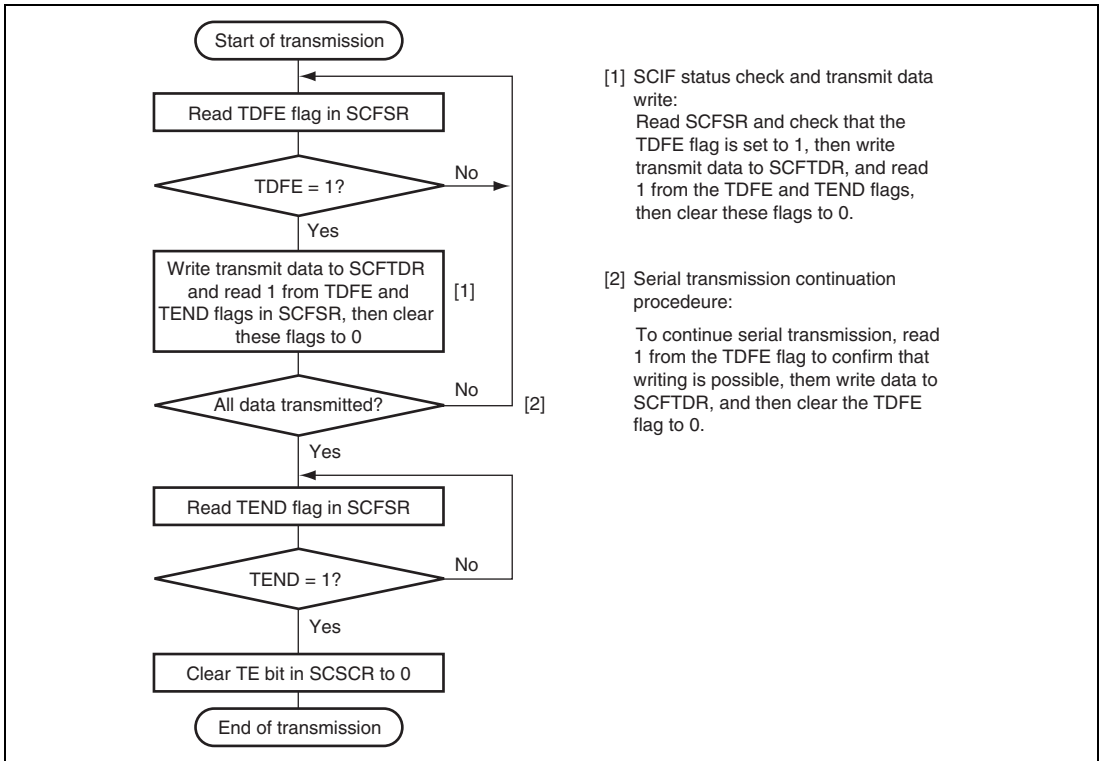 Start of transmission
Read TDFE flag in SCFSR
TDFE = 1?
No
Yes
Write transmit data to SCFTDR
and read 1 from TDFE and
TEND flags in SCFSR, then clear
these flags to 0
[1]
All data transmitted?
No
[2]
Yes
Read TEND flag in SCFSR
TEND = 1?
No
Yes
Clear TE bit in SCSCR to 0
End of transmission
[1] SCIF status check and transmit data
write:
Read SCFSR and check that the
TDFE flag is set to 1, then write
transmit data to SCFTDR, and read
1 from the TDFE and TEND flags,
then clear these flags to 0.
[2] Serial transmission continuation
procedeure:
To continue serial transmission, read
1 from the TDFE flag to confirm that
writing is possible, them write data to
SCFTDR, and then clear the TDFE
flag to 0.